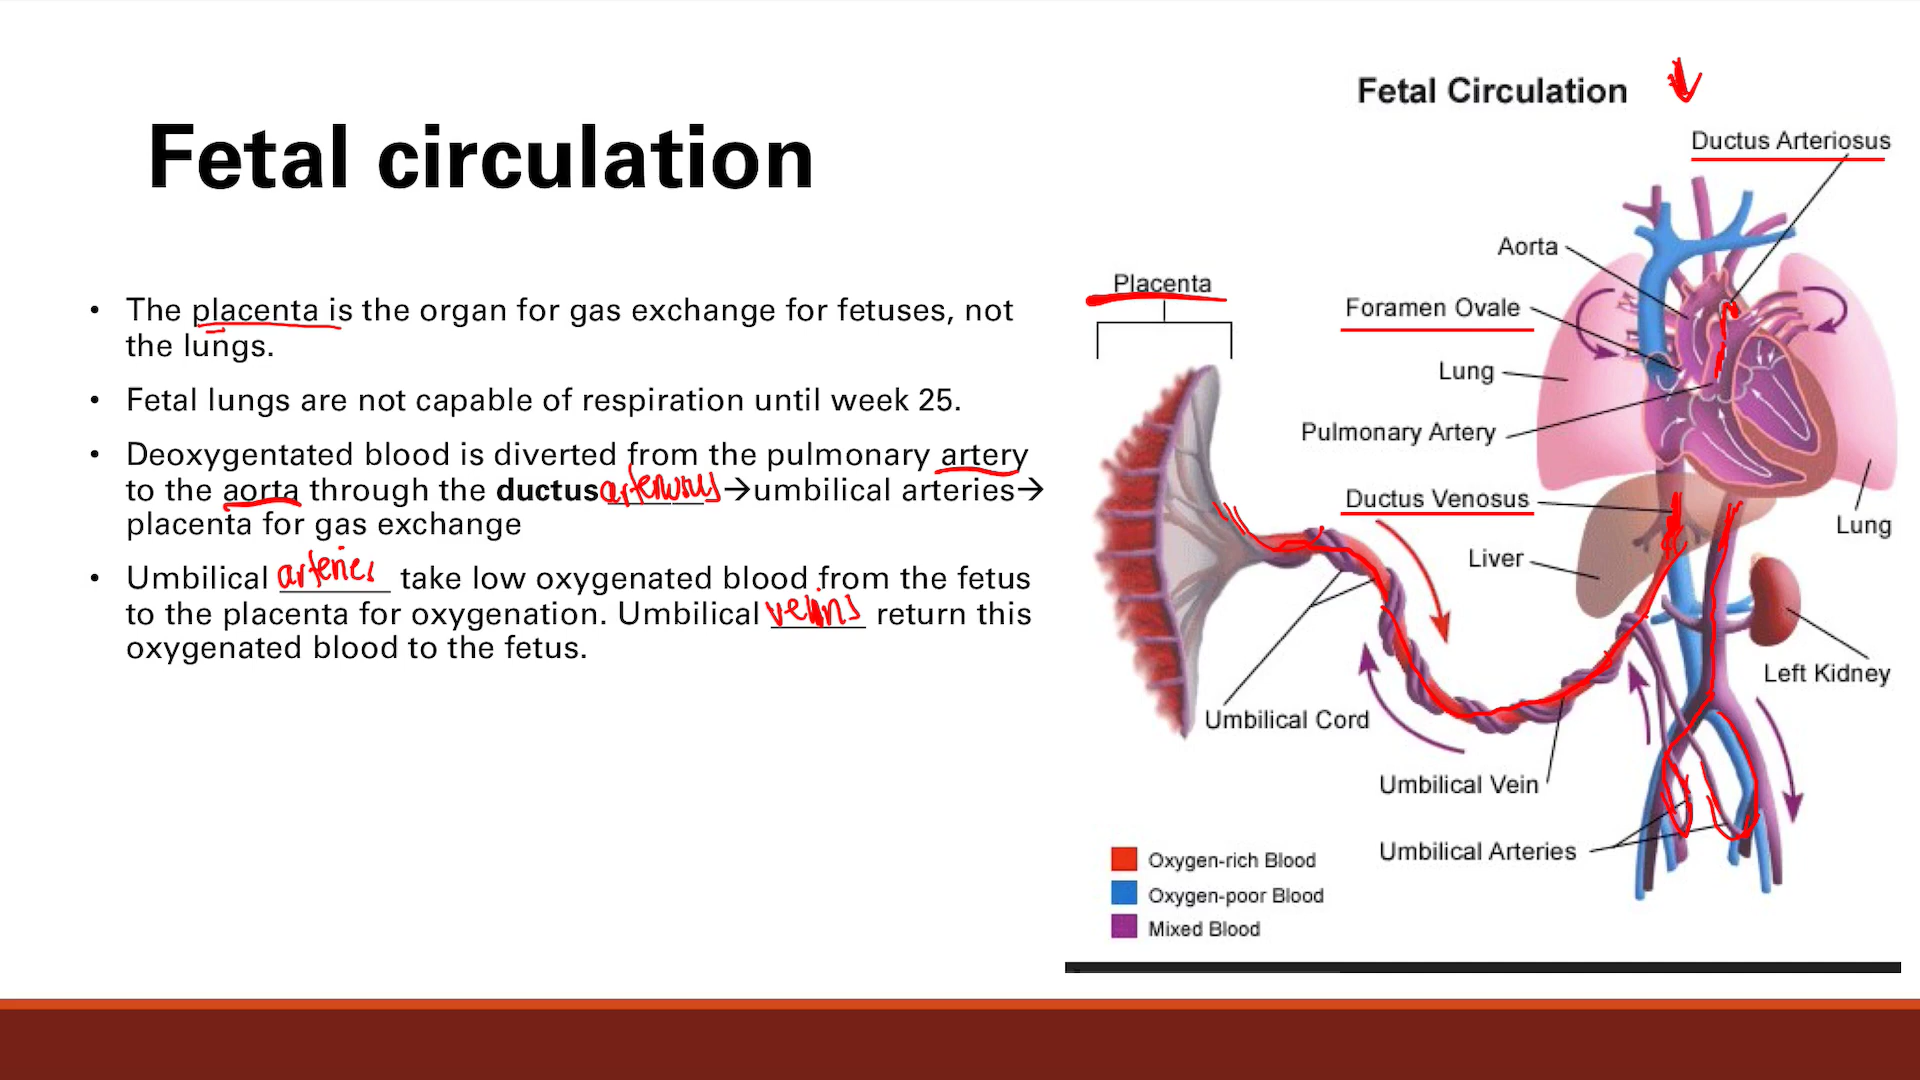 Fetal circulation
• The placenta is the organ for gas exchange for fetuses, not
the lungs.
• Fetal lungs are not capable of respiration until week 25.
• Deoxygentated blood is diverted from the pulmonary artery
to the aorta through the ductus arteriosus→umbilical arteries→
placenta for gas exchange
• Umbilical arteries take low oxygenated blood from the fetus
to the placenta for oxygenation. Umbilical veins return this
oxygenated blood to the fetus.
Fetal Circulation
Ductus Arteriosus
Aorta
Placenta
Foramen Ovale
Lung
Pulmonary Artery
Ductus Venosus
Lung
Liver
Left Kidney
Umbilical Cord
Umbilical Vein
Umbilical Arteries
Oxygen-rich Blood
Oxygen-poor Blood
Mixed Blood